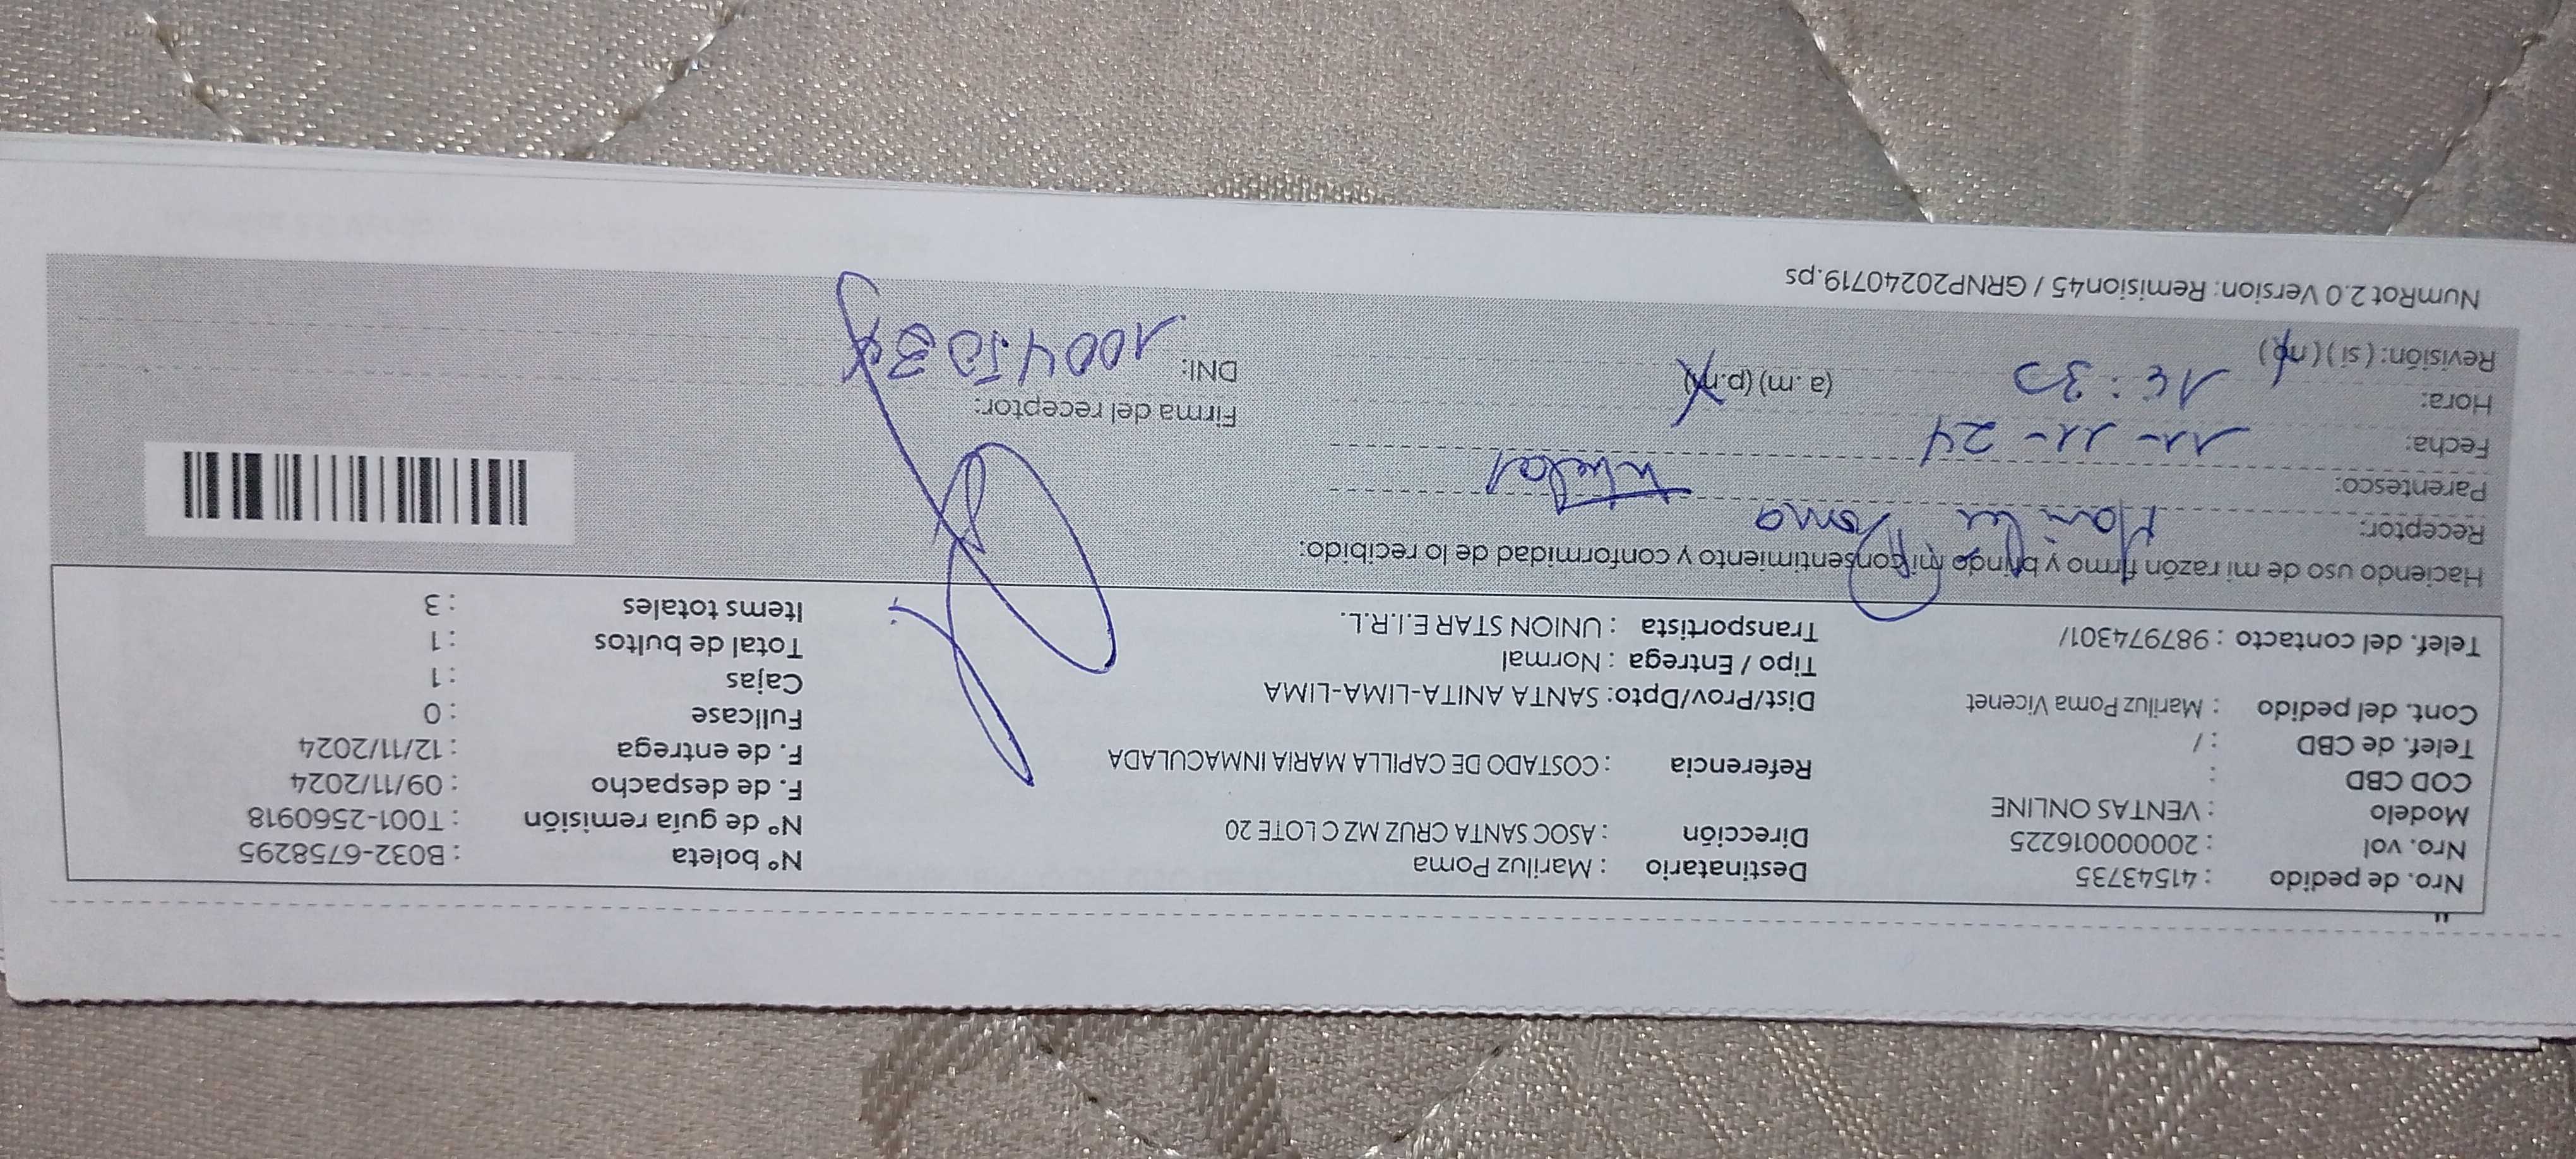 Nro. de pedido : 41543735
Nro. vol : 20000016225
Modelo : VENTAS ONLINE
COD CBD :
Telef. de CBD : /
Cont. del pedido : Mariluz Poma Vicenet
Telef. del contacto : 987974301/
Destinatario : Mariluz Poma
Dirección : ASOC SANTA CRUZ MZ C LOTE 20
Referencia : COSTADO DE CAPILLA MARIA INMACULADA
Dist/Prov/Dpto: SANTA ANITA-LIMA-LIMA
Tipo / Entrega : Normal
Transportista : UNION STAR E.I.R.L.
N° boleta : B032-6758295
N° de guía remisión : T001-2560918
F. de despacho : 09/11/2024
F. de entrega : 12/11/2024
Fullcase : 0
Cajas : 1
Total de bultos : 1
Items totales : 3
Haciendo uso de mi razón firmo y brindo mi consentimiento y conformidad de lo recibido:
Receptor: Mariluz Poma
Parentesco: titular
Fecha: 11-11-24
Hora: (a.m) (p.m)
Revisión: (si) (no)
Firma del receptor:
DNI:
NumRot 2.0 Version: Remision45 / GRNP20240719.ps